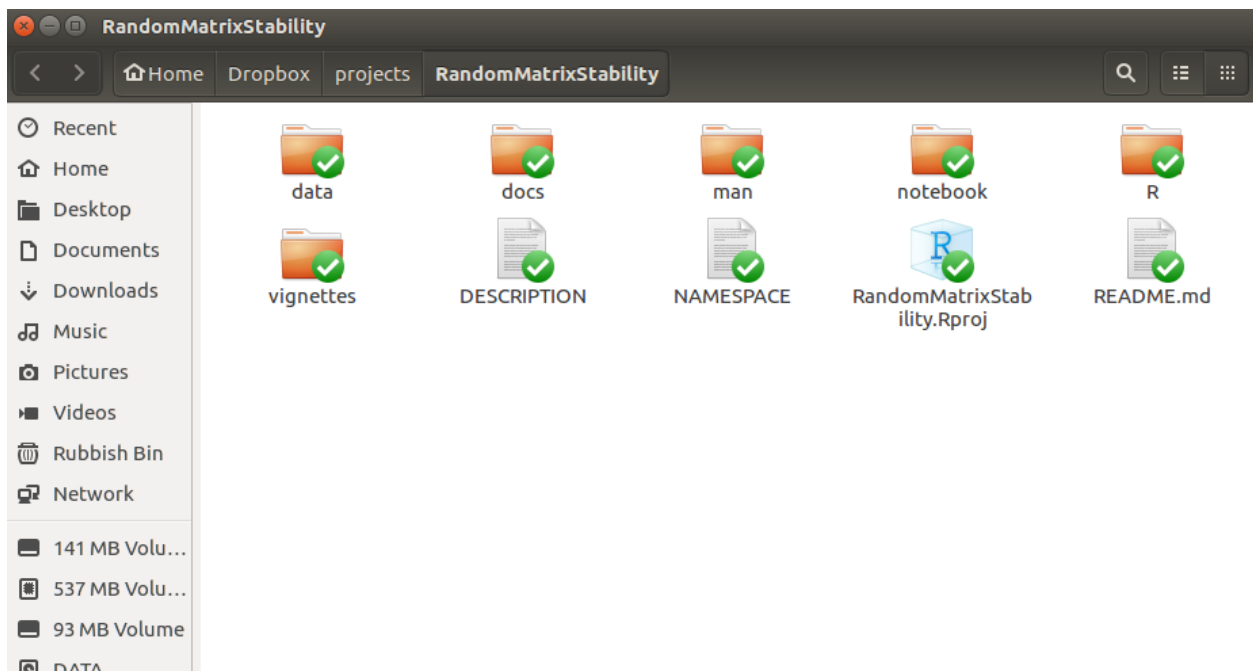 RandomMatrixStability
Home Dropbox projects RandomMatrixStability
Recent
Home
Desktop
Documents
Downloads
Music
Pictures
Videos
Rubbish Bin
Network
141 MB Volu...
537 MB Volu...
93 MB Volume
DATA
data docs man notebook R
vignettes DESCRIPTION NAMESPACE RandomMatrixStab README.md
ility.Rproj